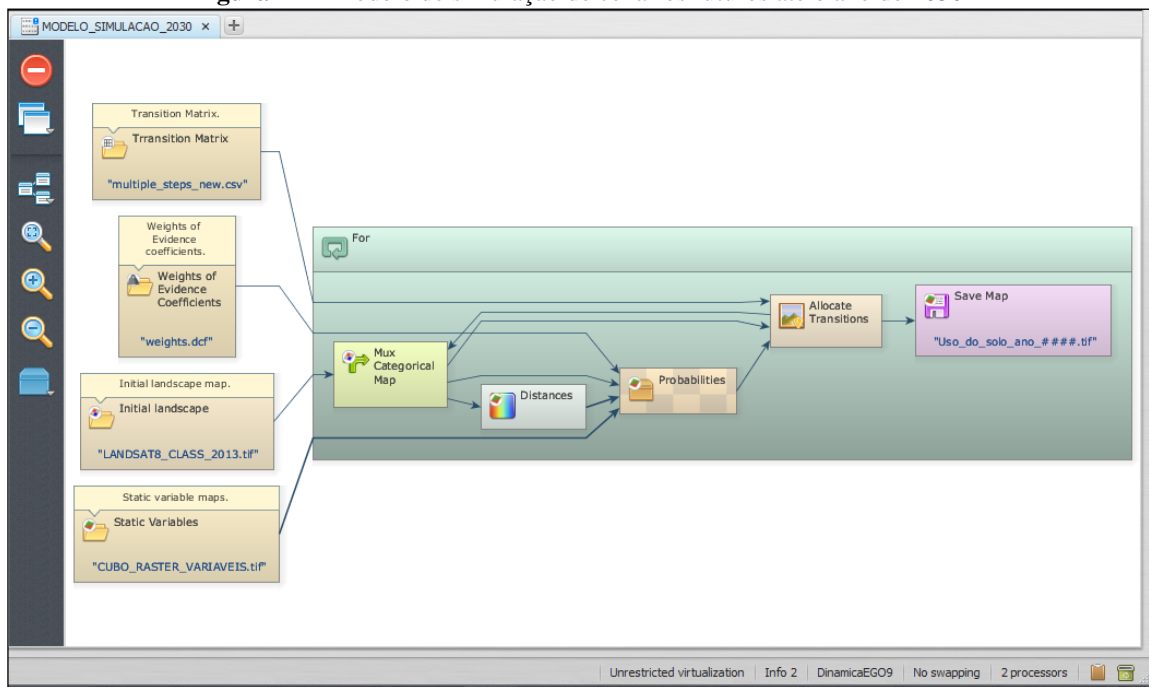 MODELO_SIMULACAO_2030
Transition Matrix.
Trransition Matrix
"multiple_steps_new.csv"
Weights of
Evidence
coefficients.
Weights of
Evidence
Coefficients
"weights.dcf"
Initial landscape map.
Initial landscape
"LANDSAT8_CLASS_2013.tif"
Static variable maps.
Static Variables
"CUBO_RASTER_VARIAVEIS.tif"
For
Mux
Categorical
Map
Distances
Probabilities
Allocate
Transitions
Save Map
"Uso_do_solo_ano_####.tif"
Unrestricted virtualization Info 2 DinamicaEGO9 No swapping 2 processors